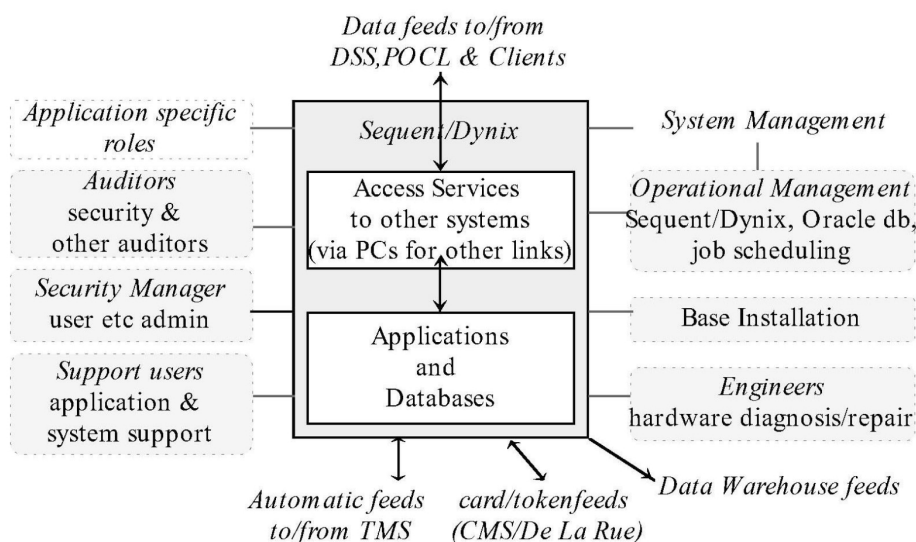 Data feeds to/from
DSS,POCL & Clients
Application specific
roles
Auditors
security &
other auditors
Security Manager
user etc admin
Support users
application &
system support
Sequent/Dynix
Access Services
to other systems
(via PCs for other links)
Applications
and
Databases
System Management
Operational Management
Sequent/Dynix, Oracle db,
job scheduling
Base Installation
Engineers
hardware diagnosis/repair
Automatic feeds
to/from TMS
card/tokenfeeds
(CMS/De La Rue)
Data Warehouse feeds